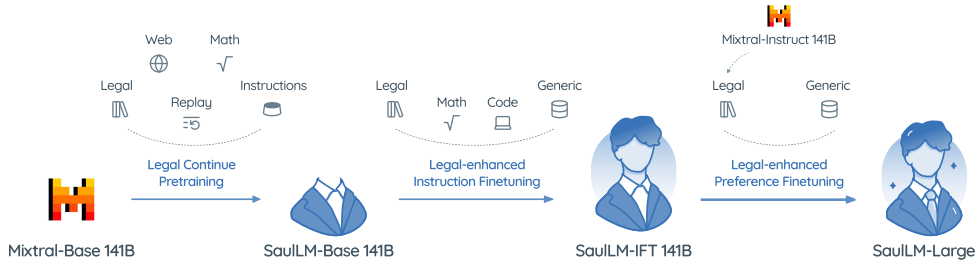 Mixtral-Instruct 141B
Web Math
Legal Instructions
Replay
Legal Generic
Math Code
Legal Generic
Legal Continue
Pretraining
Legal-enhanced
Instruction Finetuning
Legal-enhanced
Preference Finetuning
Mixtral-Base 141B
SaulLM-Base 141B
SaulLM-IFT 141B
SaulLM-Large